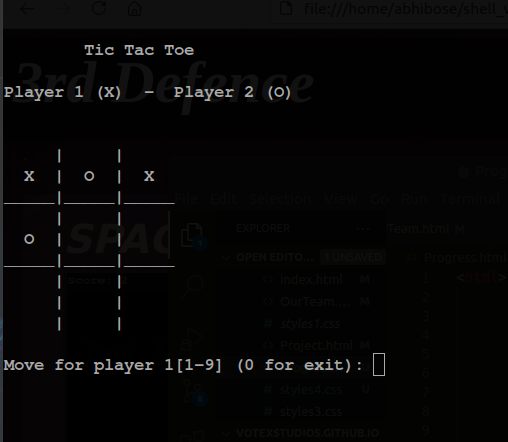 file:///home/abhibose/shell_
Tic Tac Toe
3rd Defence
Player 1 (X)  -  Player 2 (O)
X | O | X
File Edit Selection View Go Run Terminal
O
EXPLORER
Team.html M
OPEN EDITO... 1 UNSAVED
Progress.html
index.html M
1
OurTeam.... M
2
styles1.css
3
4
Project.html M
5
Move for player 1[1-9] (0 for exit):
6
styles4.css U
7
styles3.css
8
VOTEXSTUDIOS.GITHUB.IO
9